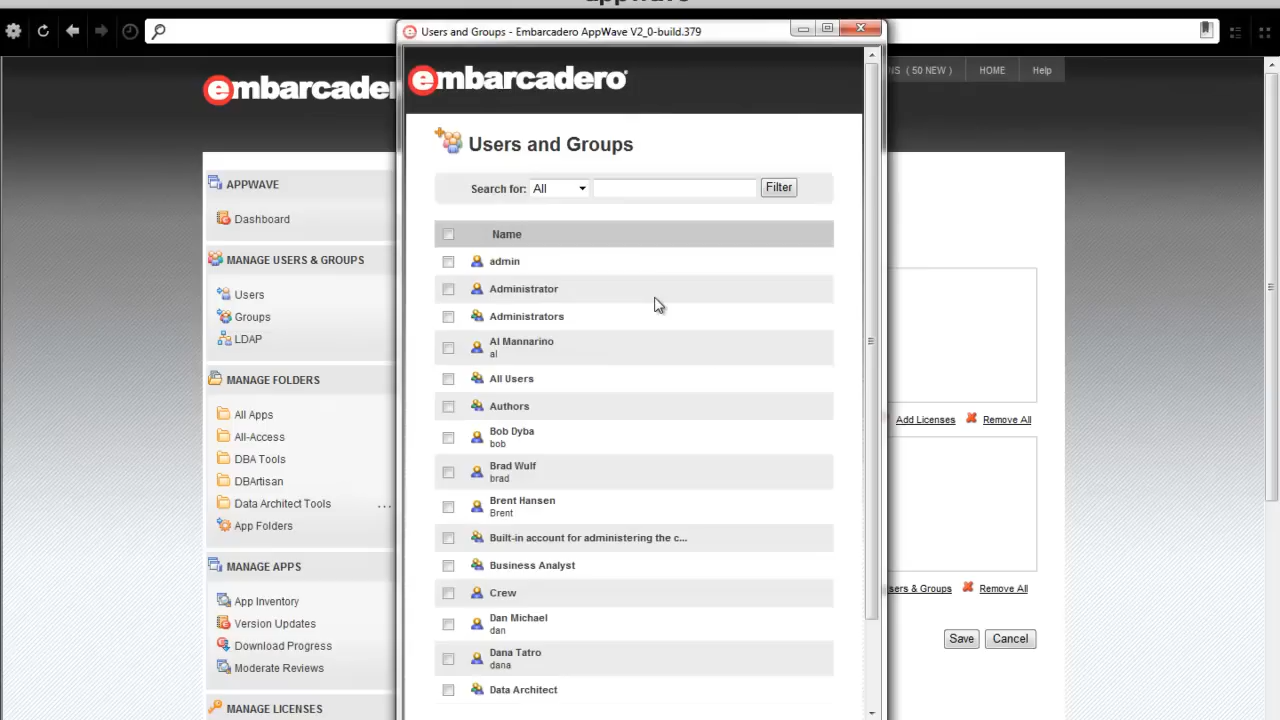 Users and Groups - Embarcadero AppWave V2_0-build.379
embarcadero
( 50 NEW )
HOME
Help
embarcadero
Users and Groups
Search for:
All
Filter
Name
admin
Administrator
Administrators
Al Mannarino
al
All Users
Authors
Bob Dyba
bob
Brad Wulf
brad
Brent Hansen
Brent
Built-in account for administering the c...
Business Analyst
Crew
Dan Michael
dan
Dana Tatro
dana
Data Architect
APPWAVE
Dashboard
MANAGE USERS & GROUPS
Users
Groups
LDAP
MANAGE FOLDERS
All Apps
All-Access
DBA Tools
DBArtisan
Data Architect Tools ...
App Folders
MANAGE APPS
App Inventory
Version Updates
Download Progress
Moderate Reviews
MANAGE LICENSES
Add Licenses
Remove All
sers & Groups
Remove All
Save
Cancel